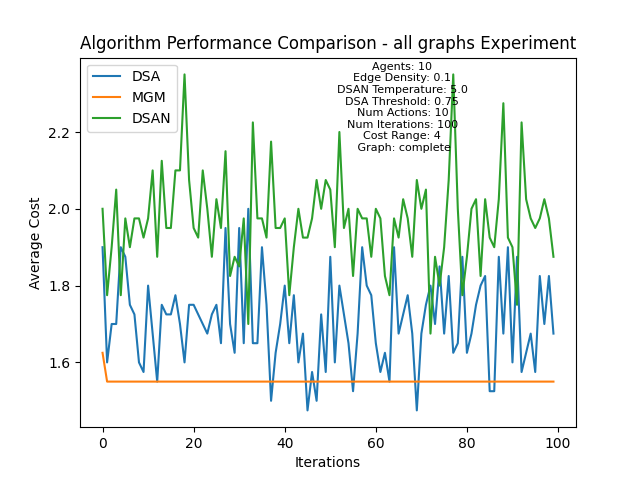 Algorithm Performance Comparison - all graphs Experiment
DSA
MGM
DSAN
Agents: 10
Edge Density: 0.1
DSAN Temperature: 5.0
DSA Threshold: 0.75
Num Actions: 10
Num Iterations: 100
Cost Range: 4
Graph: complete
Average Cost
2.2
2.0
1.8
1.6
0
20
40
60
80
100
Iterations